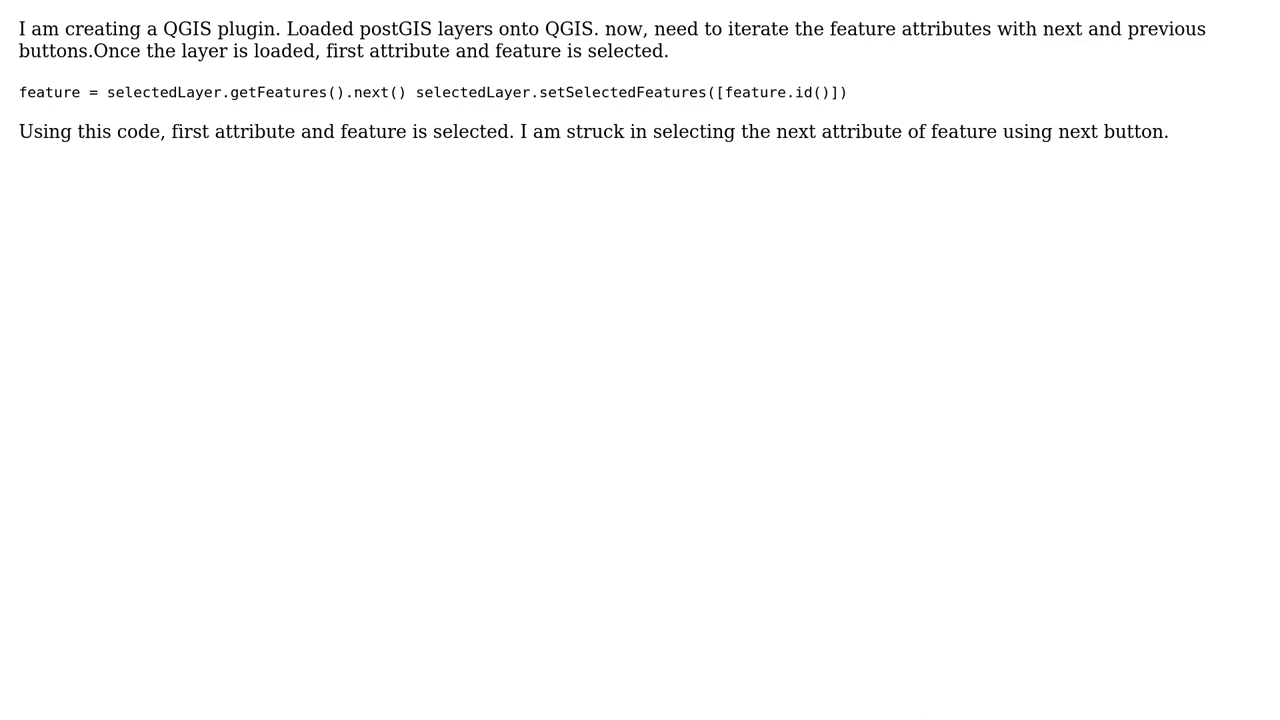 I am creating a QGIS plugin. Loaded postGIS layers onto QGIS. now, need to iterate the feature attributes with next and previous
buttons.Once the layer is loaded, first attribute and feature is selected.
feature = selectedLayer.getFeatures().next() selectedLayer.setSelectedFeatures([feature.id()])
Using this code, first attribute and feature is selected. I am struck in selecting the next attribute of feature using next button.